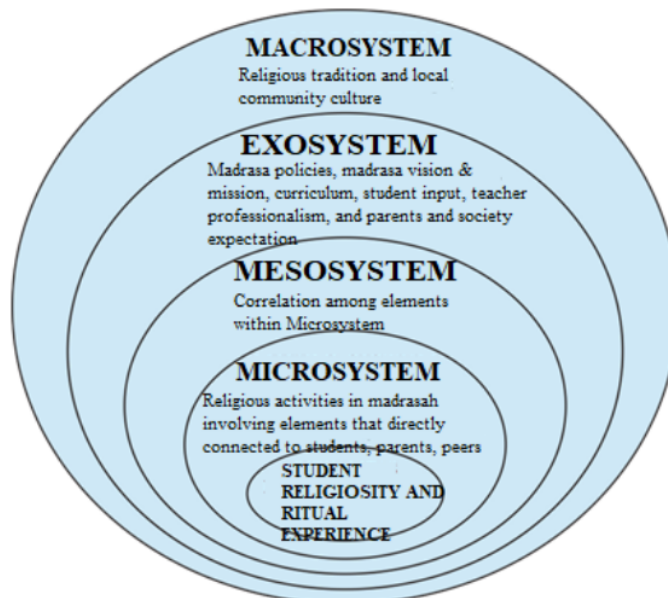 MACROSYSTEM
Religious tradition and local
community culture
EXOSYSTEM
Madrasa policies, madrasa vision &
mission, curriculum, student input, teacher
professionalism, and parents and society
expectation
MESOSYSTEM
Correlation among elements
within Microsystem
MICROSYSTEM
Religious activities in madrasah
involving elements that directly
connected to students, parents, peers
STUDENT
RELIGIOSITY AND
RITUAL
EXPERIENCE